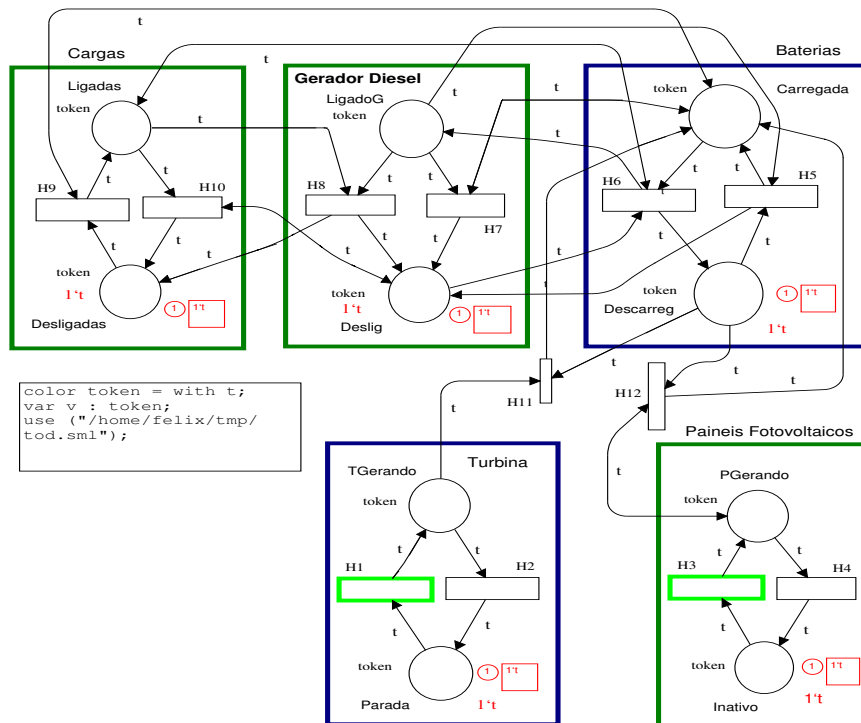 t
Cargas
Baterias
t
Ligadas
token
t
Gerador Diesel
LigadoG
token
t
t
token
Carregada
t
t
t
t
t
t
t
t
t
H9
H10
H8
H7
H6
H5
t
t
t
t
t
t
t
t
t
t
token
1't
Desligadas
1
1't
token
1't
Deslig
1
1't
t
token
Descarreg
1
1't
1't
color token = with t;
var v : token;
use ("/home/felix/tmp/
tod.sml");
t
H11
t
H12
t
t
Turbina
TGerando
token
t
t
H1
H2
t
t
token
Parada
1
1't
1't
Paineis Fotovoltaicos
PGerando
token
t
t
H3
H4
t
t
token
Inativo
1
1't
1't